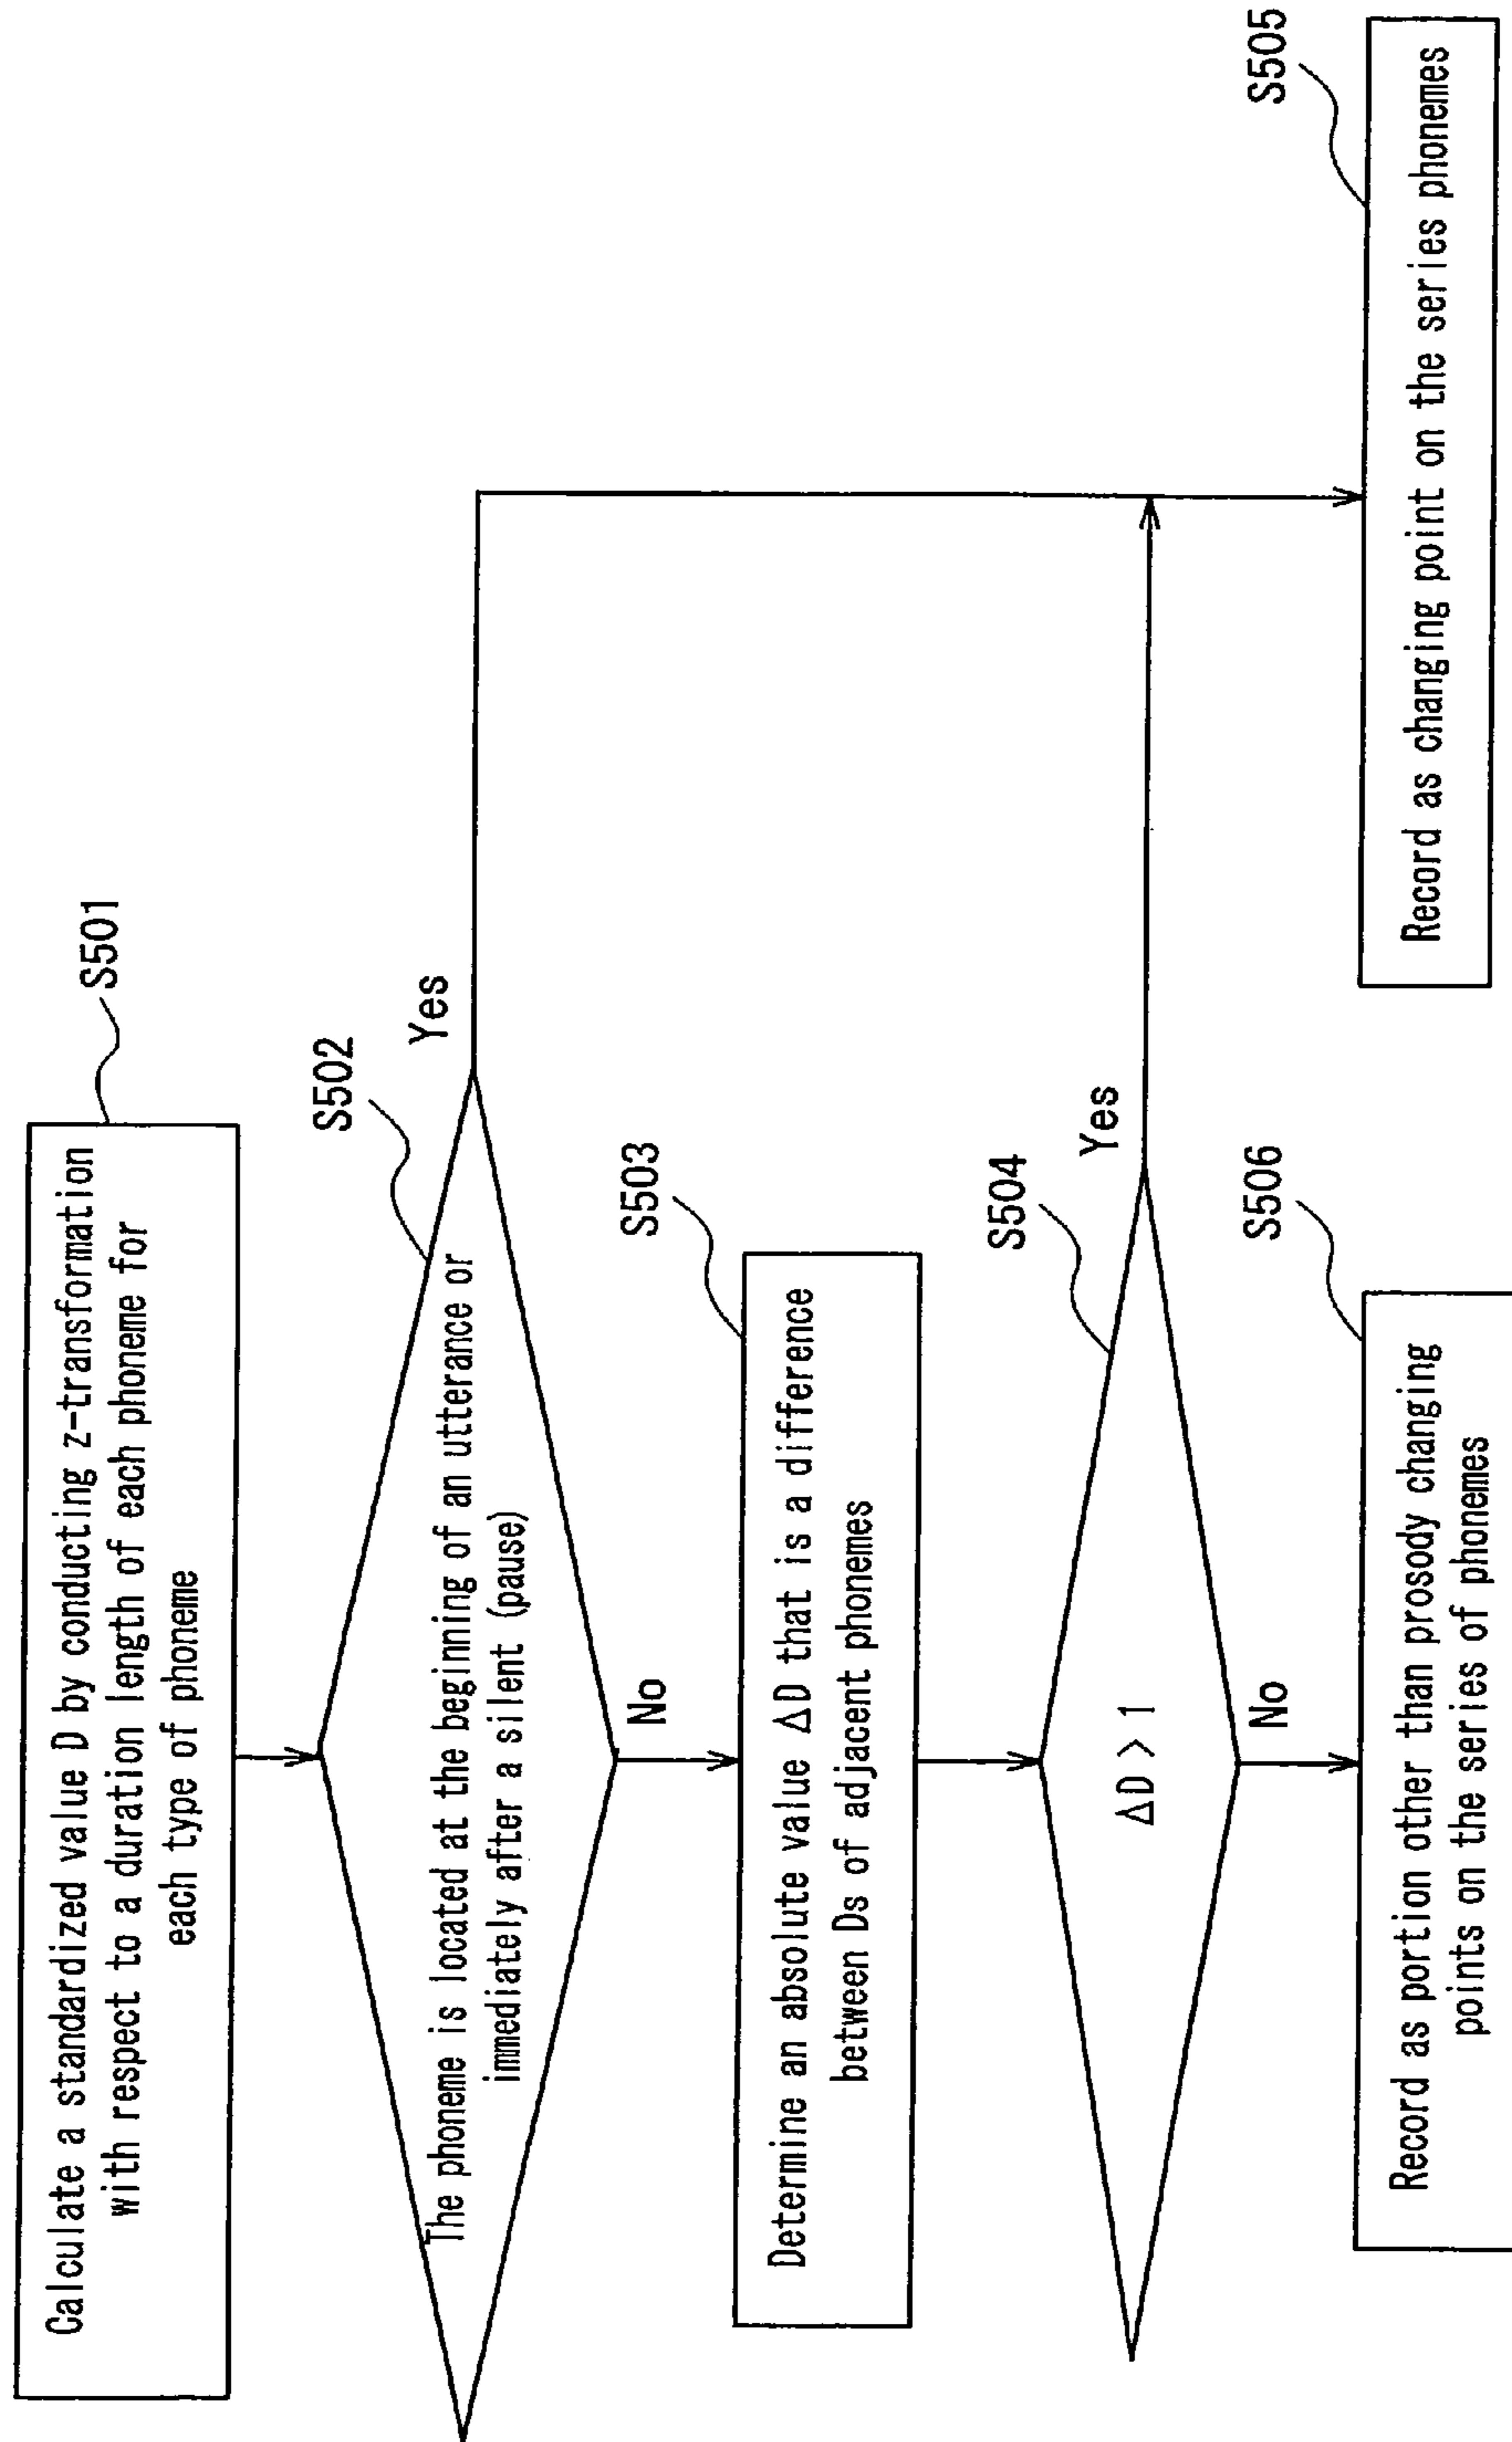 S501
Calculate a standardized value D by conducting z-transformation
with respect to a duration length of each phoneme for
each type of phoneme
S502
The phoneme is located at the beginning of an utterance or
immediately after a silent (pause)
Yes
No
S503
Determine an absolute value ΔD that is a difference
between Ds of adjacent phonemes
S504
ΔD > 1
Yes
No
S505
Record as changing point on the series phonemes
S506
Record as portion other than prosody changing
points on the series of phonemes